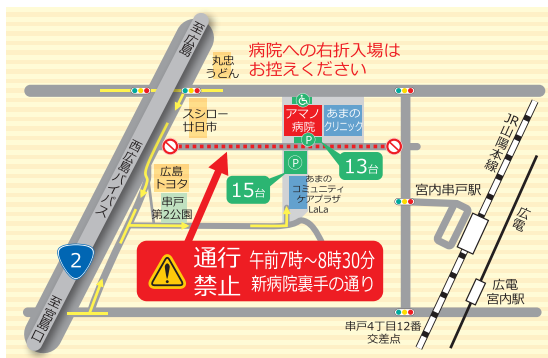 至広島
丸忠
うどん
病院への右折入場は
お控えください
スシロー
廿日市
アマノ
病院
あまの
クリニック
P
13台
西広島バイパス
広島
トヨタ
串戸
第2公園
P
15台
あまの
コミュニティ
ケアプラザ
LaLa
JR山陽本線
宮内串戸駅
広電
2
通行
禁止
午前7時〜8時30分
新病院裏手の通り
広電
宮内駅
至宮島口
串戸4丁目12番
交差点